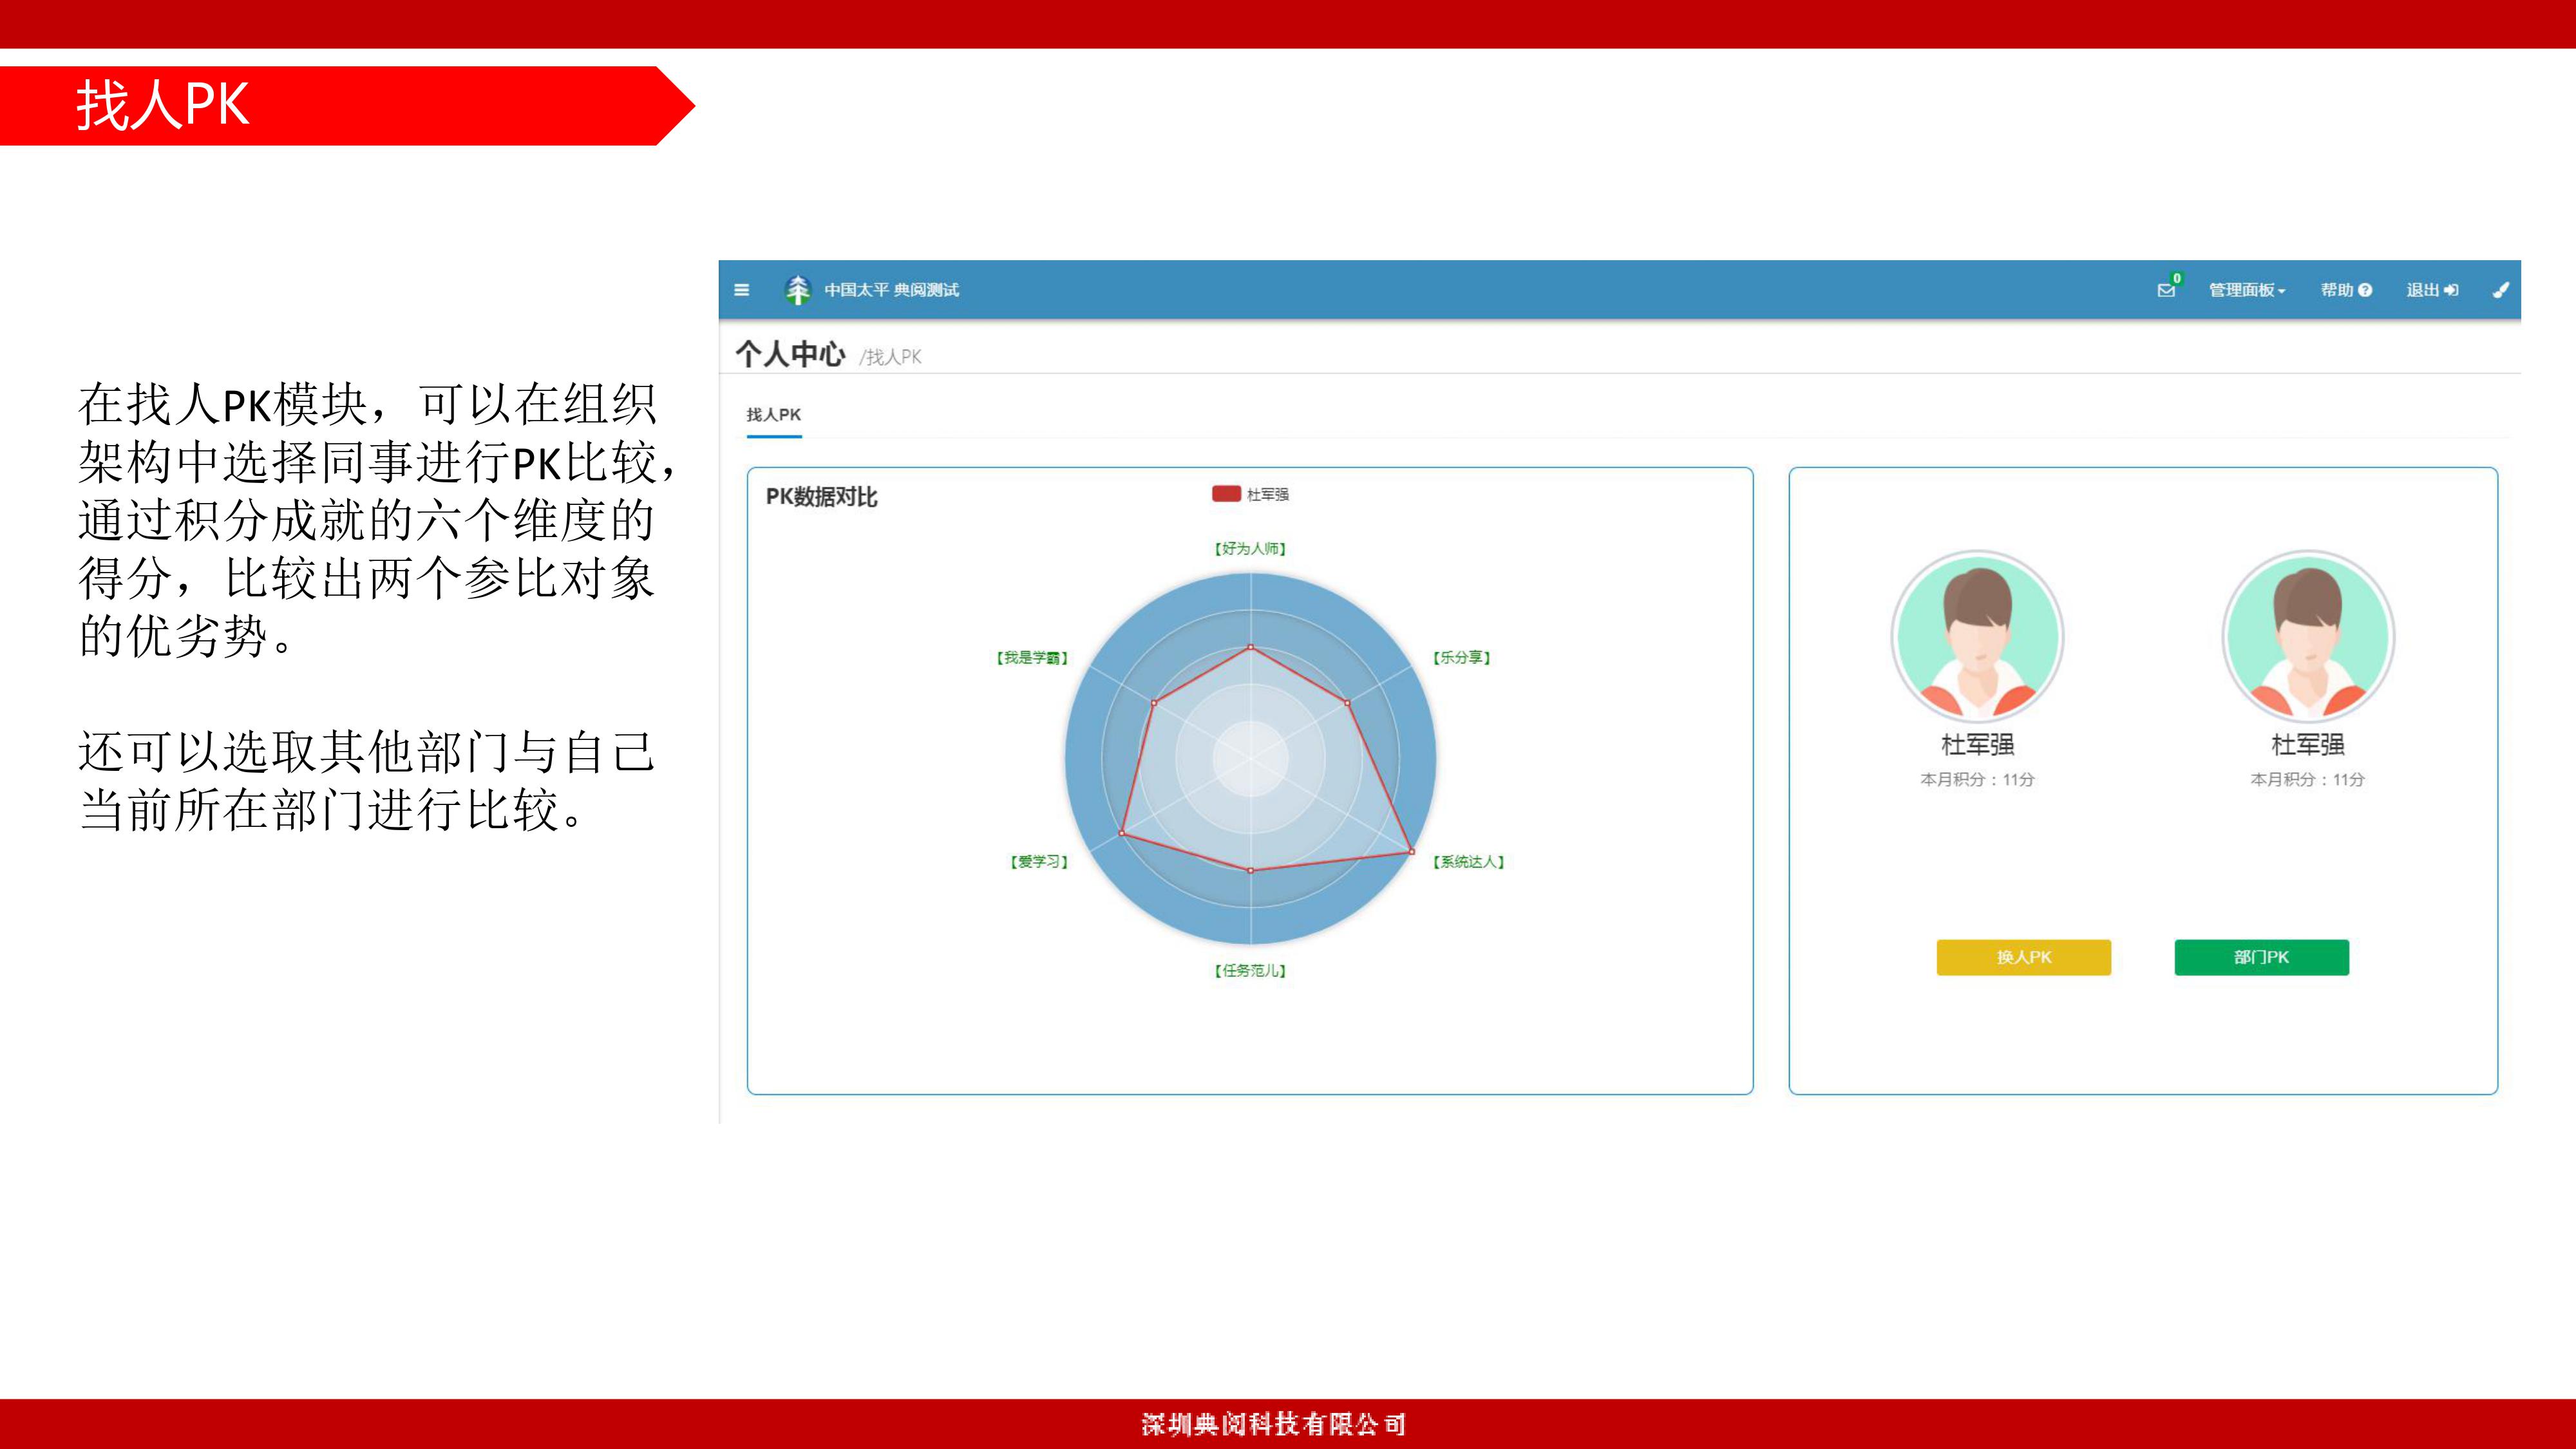 找人PK
在找人PK模块，可以在组织
架构中选择同事进行PK比较，
通过积分成就的六个维度的
得分，比较出两个参比对象
的优劣势。
还可以选取其他部门与自己
当前所在部门进行比较。
中国太平 典阅测试
0
管理面板
帮助
退出
个人中心 /找人PK
找人PK
PK数据对比
杜军强
【好为人师】
【我是学霸】
【乐分享】
【爱学习】
【系统达人】
【任务范儿】
杜军强
本月积分：11分
杜军强
本月积分：11分
换人PK
部门PK
深圳典阅科技有限公司